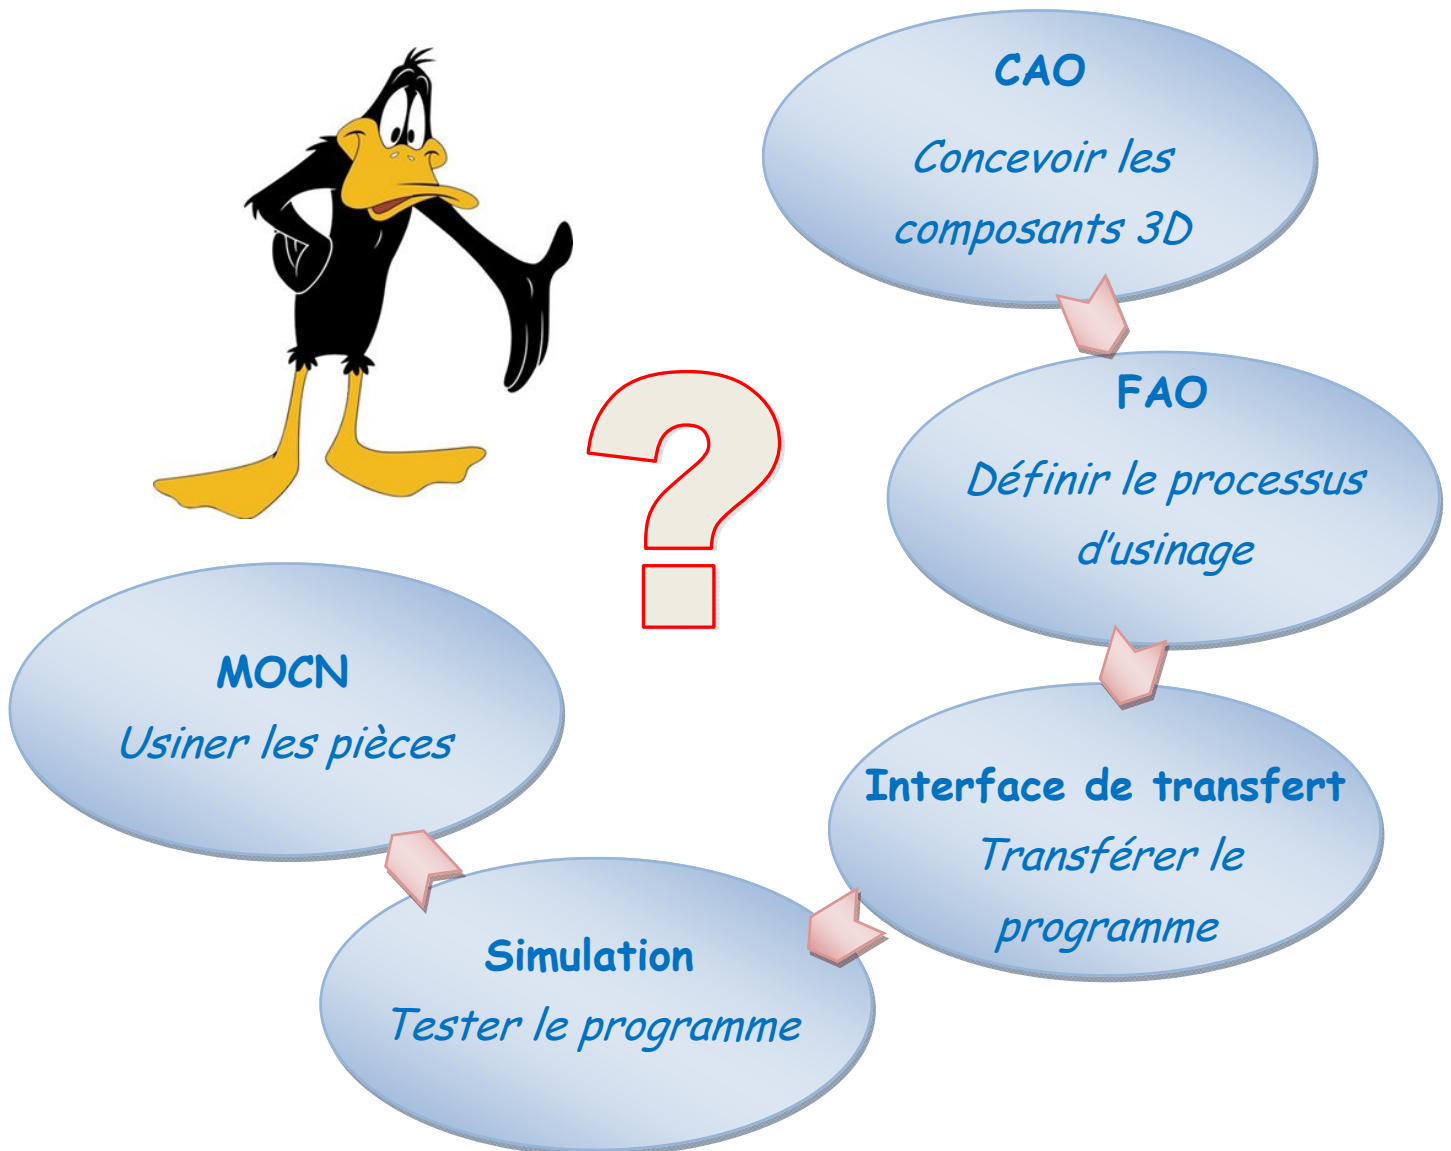 CAO
Concevoir les
composants 3D
FAO
Définir le processus
d'usinage
Interface de transfert
Transférer le
programme
Simulation
Tester le programme
MOCN
Usiner les pièces
?